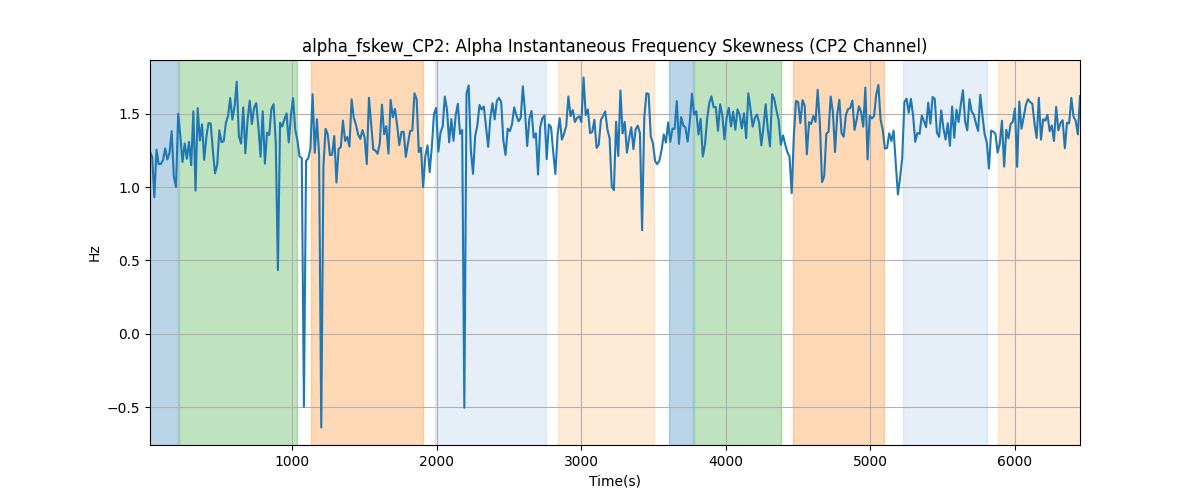 alpha_fskew_CP2: Alpha Instantaneous Frequency Skewness (CP2 Channel)
1.5
1.0
0.5
0.0
−0.5
Hz
1000 2000 3000 4000 5000 6000
Time(s)